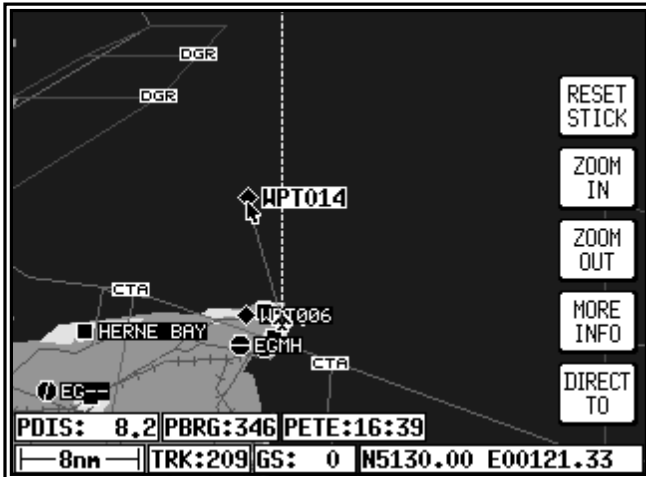 DGR
DGR
RESET
STICK
ZOOM
IN
WPT014
ZOOM
OUT
CTA
WPT006
MORE
INFO
HERNE BAY
EGMH
CTA
DIRECT
TO
EG--
PDIS: 8.2 PBRG:346 PETE:16:39
8nm TRK:209 GS: 0 N5130.00 E00121.33